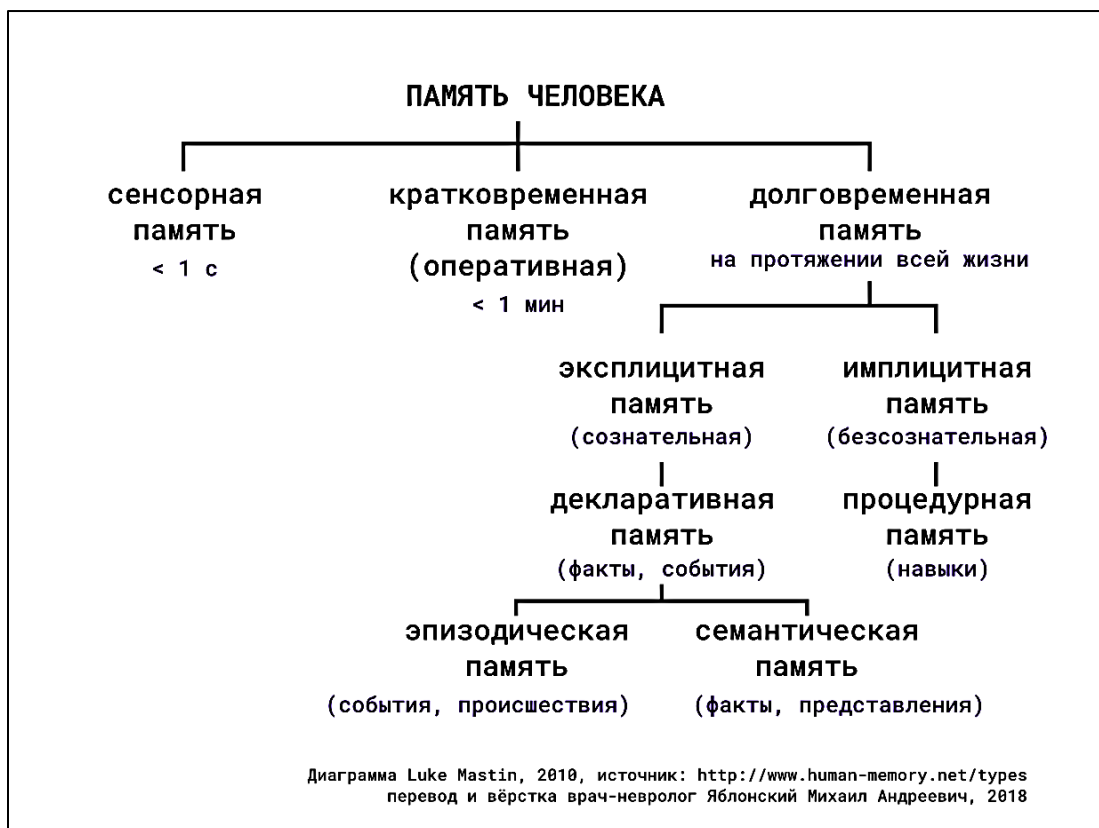 ПАМЯТЬ ЧЕЛОВЕКА
сенсорная
память
< 1 с
кратковременная
память
(оперативная)
< 1 мин
долговременная
память
на протяжении всей жизни
эксплицитная
память
(сознательная)
имплицитная
память
(безсознательная)
декларативная
память
(факты, события)
процедурная
память
(навыки)
эпизодическая
память
(события, происшествия)
семантическая
память
(факты, представления)
Диаграмма Luke Mastin, 2010, источник: http://www.human-memory.net/types
перевод и вёрстка врач-невролог Яблонский Михаил Андреевич, 2018